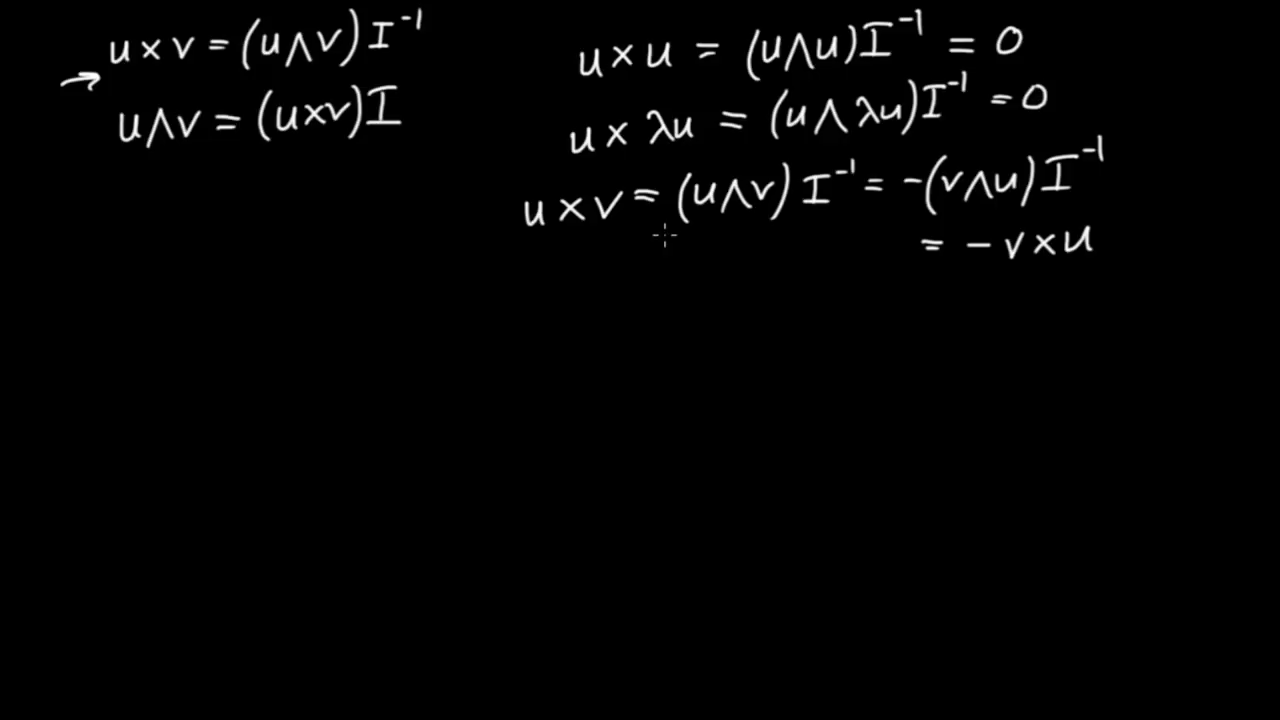 u × v = (u ∧ v) I⁻¹
→
u ∧ v = (u × v) I
u × u = (u ∧ u) I⁻¹ = 0
u × λu = (u ∧ λu) I⁻¹ = 0
u × v = (u ∧ v) I⁻¹ = -(v ∧ u) I⁻¹
= - v × u